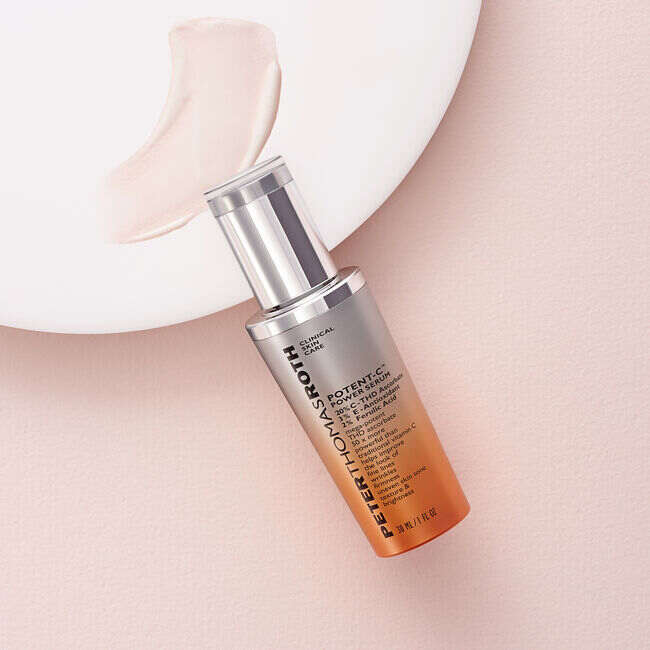 PETERTHOMASROTH
CLINICAL
SKIN
CARE
POTENT-C™
POWER SERUM
20% C-THD Ascorbate
1% E-Antioxidant
2% Ferulic Acid
mega-potent
THD ascorbate
50 x more
powerful than
traditional vitamin C
helps improve
the look of
fine lines
wrinkles
firmness
uneven skin tone
texture &
brightness
30 ML / 1 FL OZ